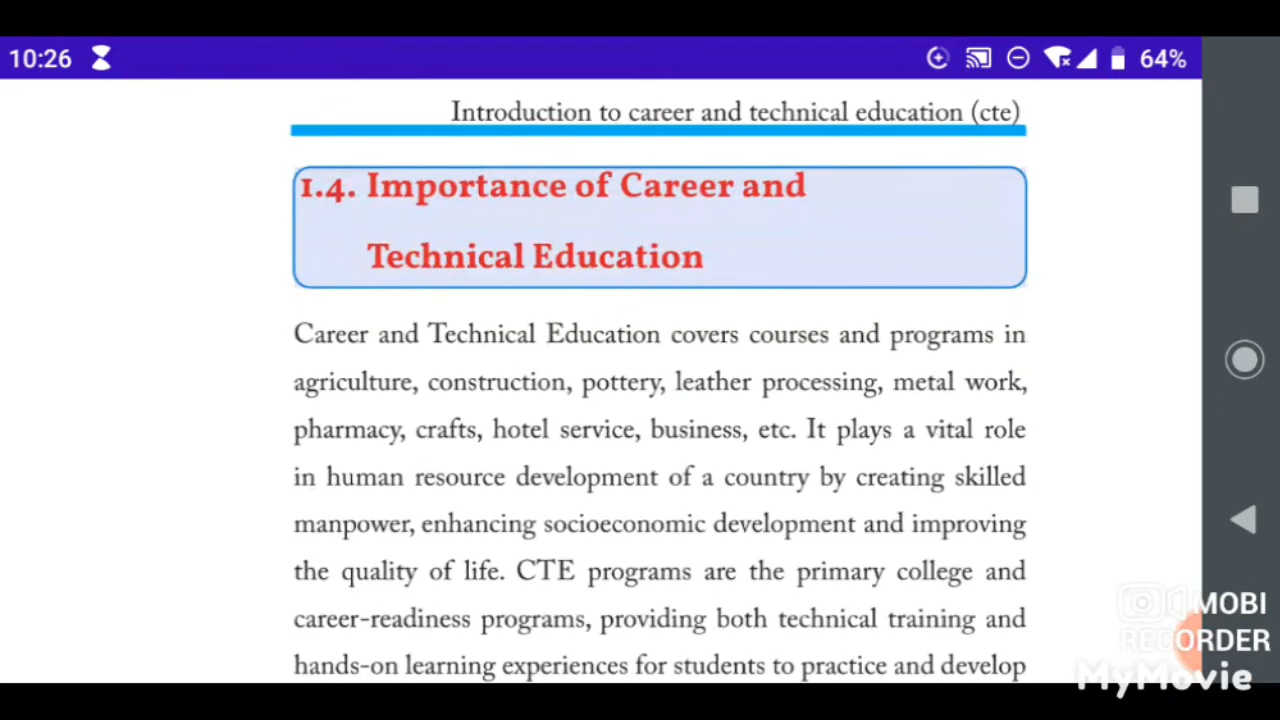 10:26
64%
Introduction to career and technical education (cte)
1.4. Importance of Career and
Technical Education
Career and Technical Education covers courses and programs in
agriculture, construction, pottery, leather processing, metal work,
pharmacy, crafts, hotel service, business, etc. It plays a vital role
in human resource development of a country by creating skilled
manpower, enhancing socioeconomic development and improving
the quality of life. CTE programs are the primary college and
career-readiness programs, providing both technical training and
hands-on learning experiences for students to practice and develop
MOBI
RECORDER
MyMovie